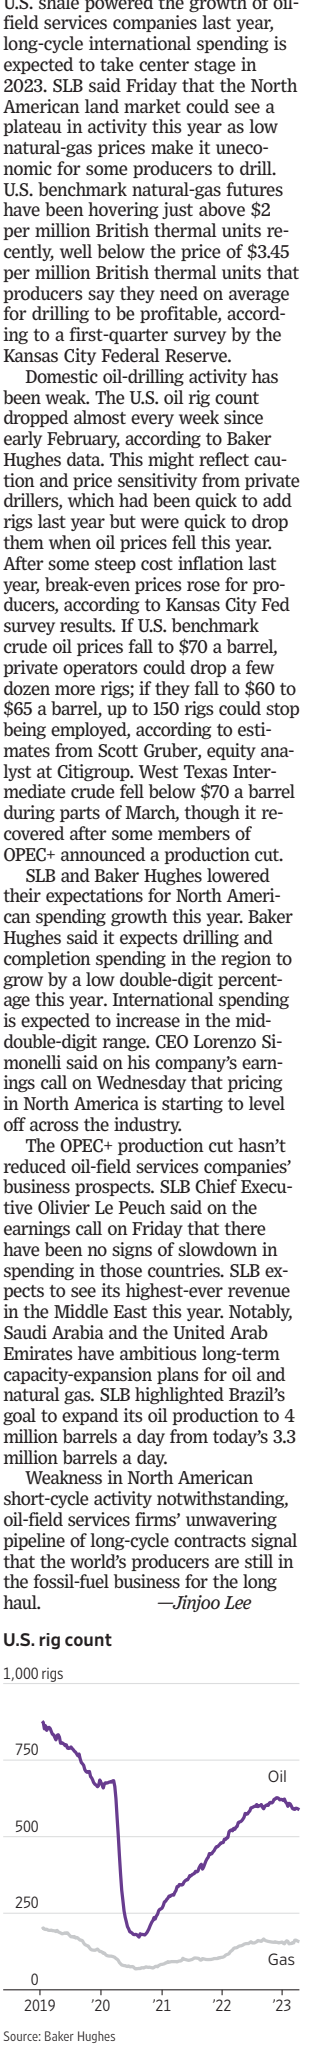 U.S. shale powered the growth of oil-
field services companies last year,
long-cycle international spending is
expected to take center stage in
2023. SLB said Friday that the North
American land market could see a
plateau in activity this year as low
natural-gas prices make it uneco-
nomic for some producers to drill.
U.S. benchmark natural-gas futures
have been hovering just above $2
per million British thermal units re-
cently, well below the price of $3.45
per million British thermal units that
producers say they need on average
for drilling to be profitable, accord-
ing to a first-quarter survey by the
Kansas City Federal Reserve.
Domestic oil-drilling activity has
been weak. The U.S. oil rig count
dropped almost every week since
early February, according to Baker
Hughes data. This might reflect cau-
tion and price sensitivity from private
drillers, which had been quick to add
rigs last year but were quick to drop
them when oil prices fell this year.
After some steep cost inflation last
year, break-even prices rose for pro-
ducers, according to Kansas City Fed
survey results. If U.S. benchmark
crude oil prices fall to $70 a barrel,
private operators could drop a few
dozen more rigs; if they fall to $60 to
$65 a barrel, up to 150 rigs could stop
being employed, according to esti-
mates from Scott Gruber, equity ana-
lyst at Citigroup. West Texas Inter-
mediate crude fell below $70 a barrel
during parts of March, though it re-
covered after some members of
OPEC+ announced a production cut.
SLB and Baker Hughes lowered
their expectations for North Ameri-
can spending growth this year. Baker
Hughes said it expects drilling and
completion spending in the region to
grow by a low double-digit percent-
age this year. International spending
is expected to increase in the mid-
double-digit range. CEO Lorenzo Si-
monelli said on his company's earn-
ings call on Wednesday that pricing
in North America is starting to level
off across the industry.
The OPEC+ production cut hasn't
reduced oil-field services companies'
business prospects. SLB Chief Execu-
tive Olivier Le Peuch said on the
earnings call on Friday that there
have been no signs of slowdown in
spending in those countries. SLB ex-
pects to see its highest-ever revenue
in the Middle East this year. Notably,
Saudi Arabia and the United Arab
Emirates have ambitious long-term
capacity-expansion plans for oil and
natural gas. SLB highlighted Brazil's
goal to expand its oil production to 4
million barrels a day from today's 3.3
million barrels a day.
Weakness in North American
short-cycle activity notwithstanding,
oil-field services firms' unwavering
pipeline of long-cycle contracts signal
that the world's producers are still in
the fossil-fuel business for the long
haul. —Jinjoo Lee
U.S. rig count
1,000 rigs
750
Oil
500
250
Gas
0
2019 '20 '21 '22 '23
Source: Baker Hughes